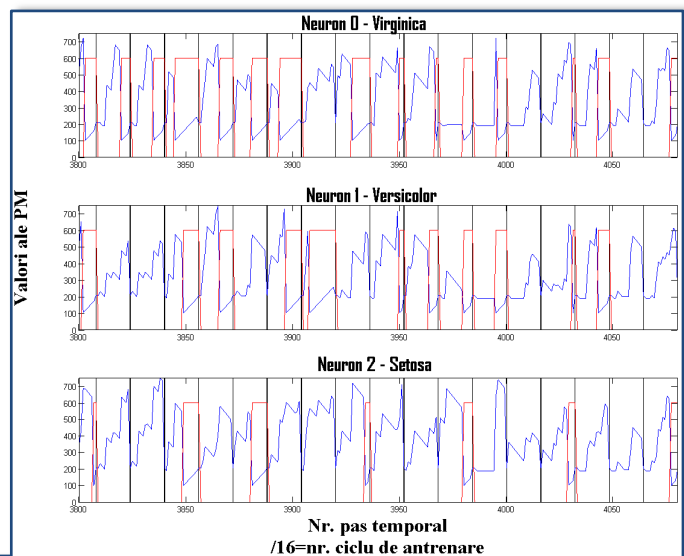 Neuron 0 - Virginica
700
600
500
400
300
200
100
0
3800 3850 3900 3950 4000 4050
Neuron 1 - Versicolor
700
600
500
400
300
200
100
0
3800 3850 3900 3950 4000 4050
Neuron 2 - Setosa
700
600
500
400
300
200
100
0
3800 3850 3900 3950 4000 4050
Valori ale PM
Nr. pas temporal
/16=nr. ciclu de antrenare